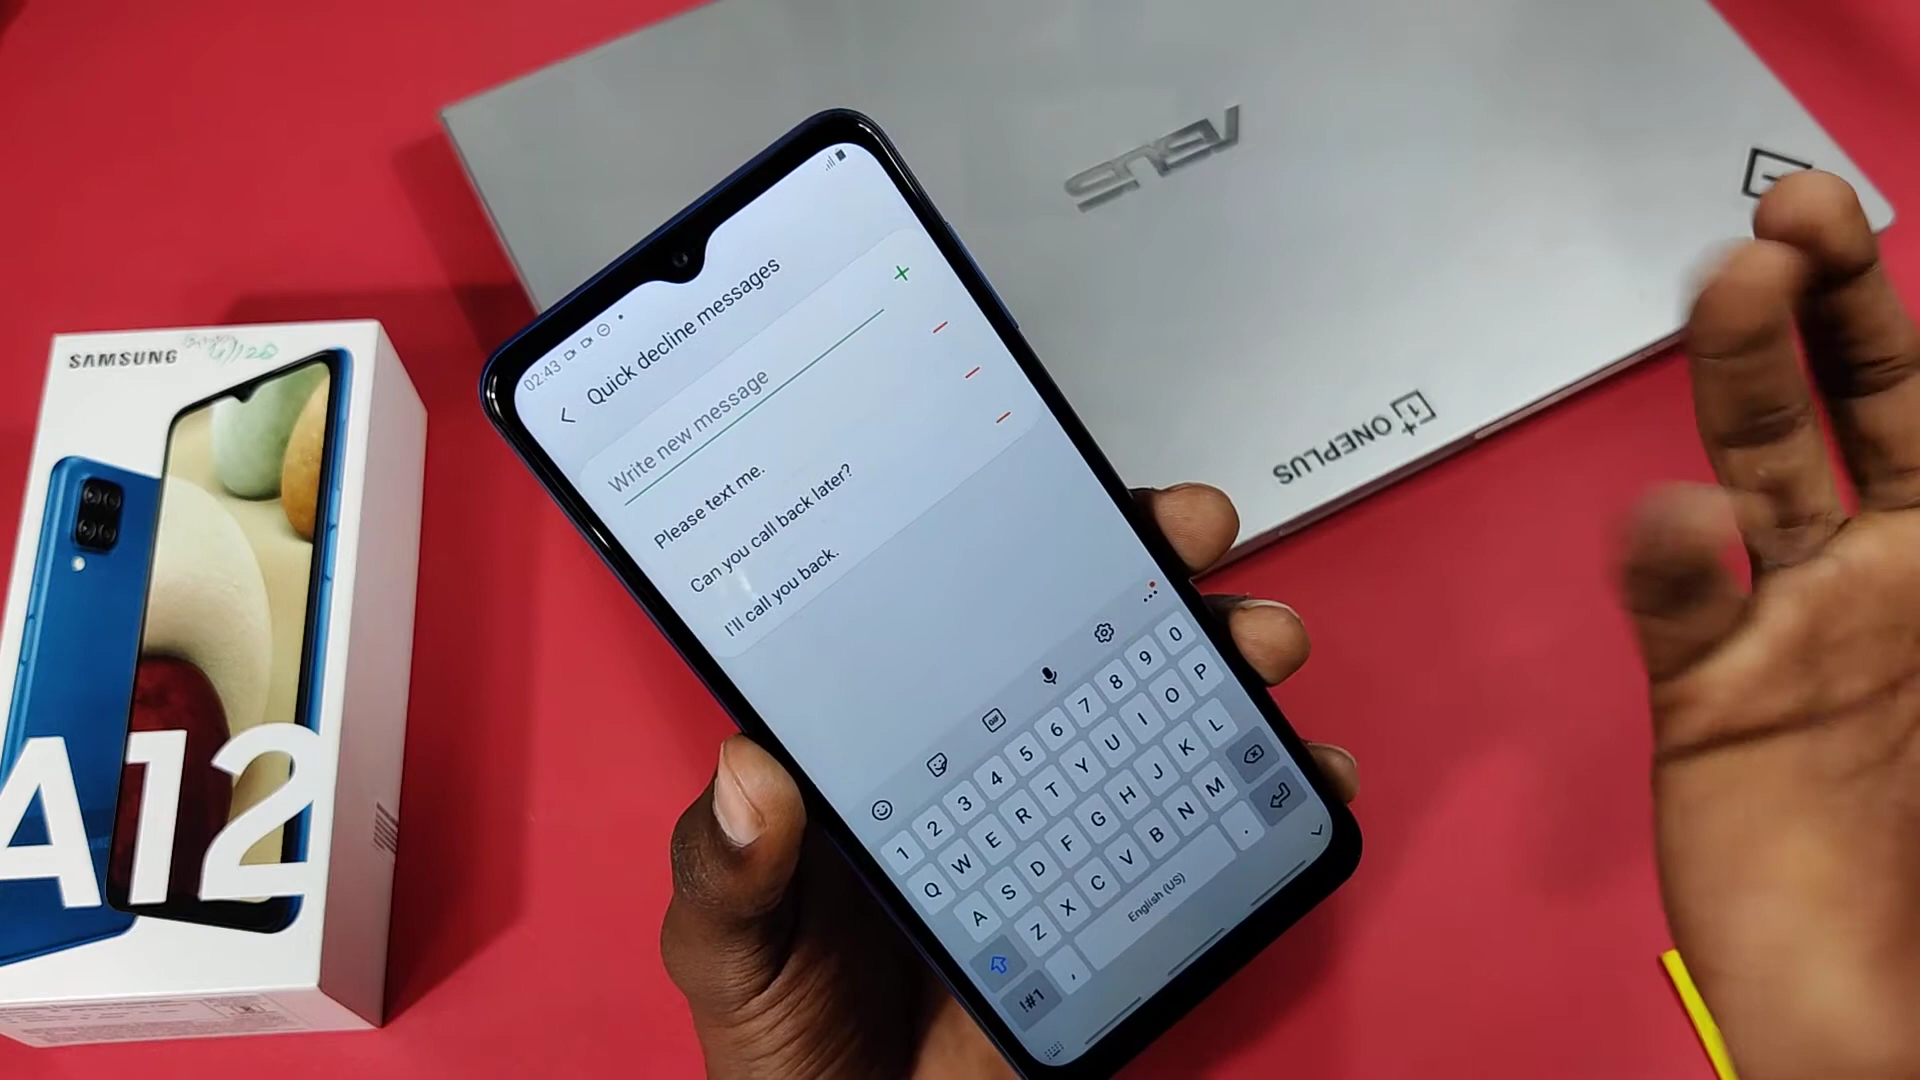 SAMSUNG
A12
ASUS
ONEPLUS
02:43
Quick decline messages
Write new message
Please text me.
Can you call back later?
I'll call you back.
GIF
1 2 3 4 5 6 7 8 9 0
Q W E R T Y U I O P
A S D F G H J K L
Z X C V B N M
!#1 , English (US) .